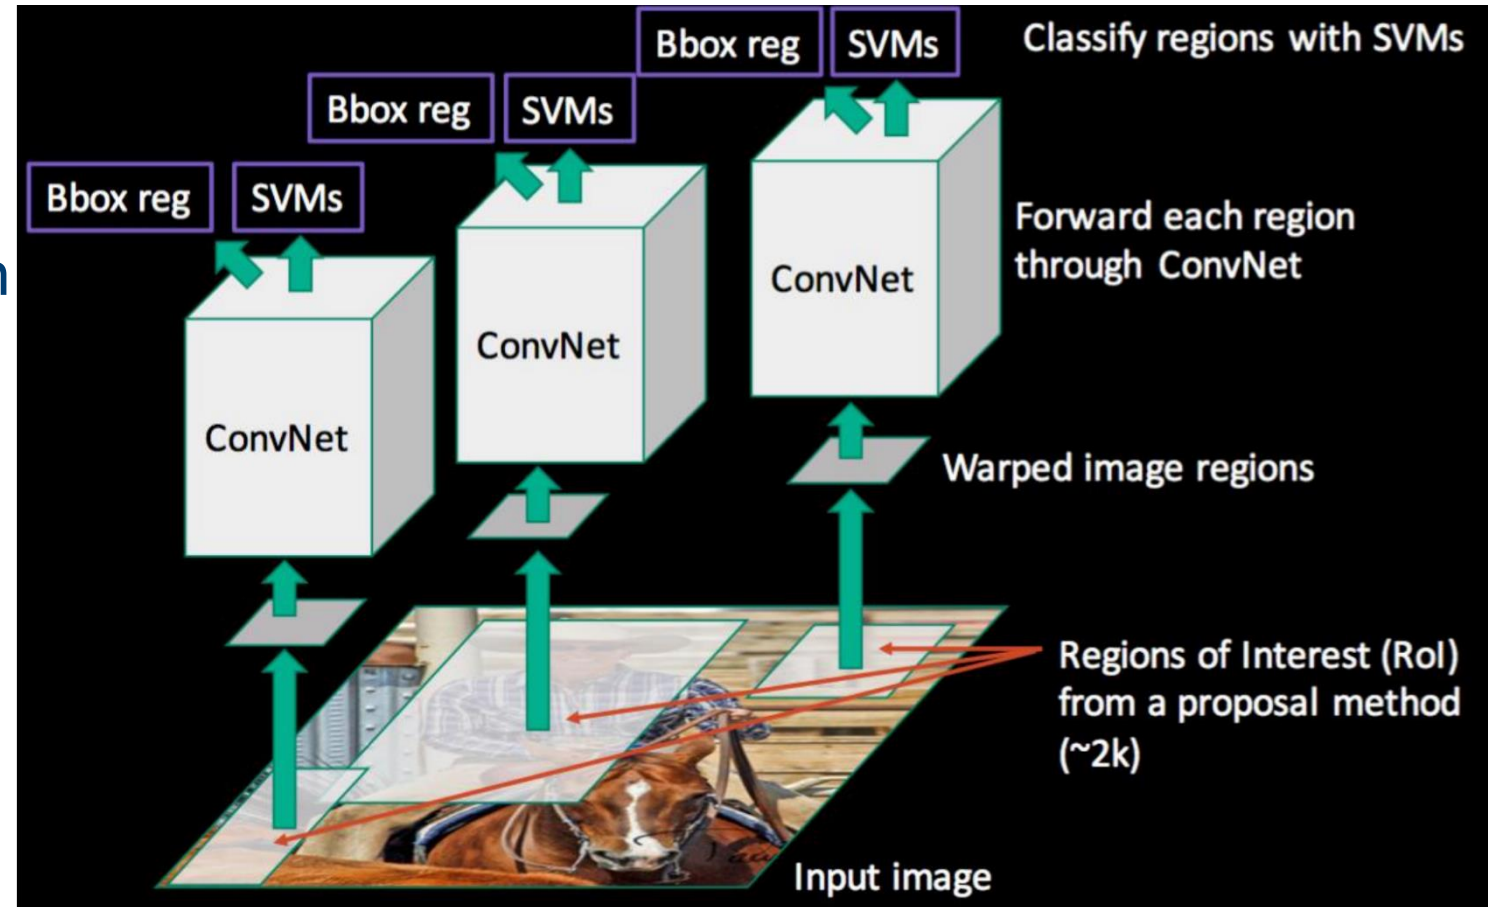 Bbox reg
SVMs
Classify regions with SVMs
Bbox reg
SVMs
Bbox reg
SVMs
Forward each region
through ConvNet
ConvNet
ConvNet
ConvNet
Warped image regions
Regions of Interest (RoI)
from a proposal method
(~2k)
Input image